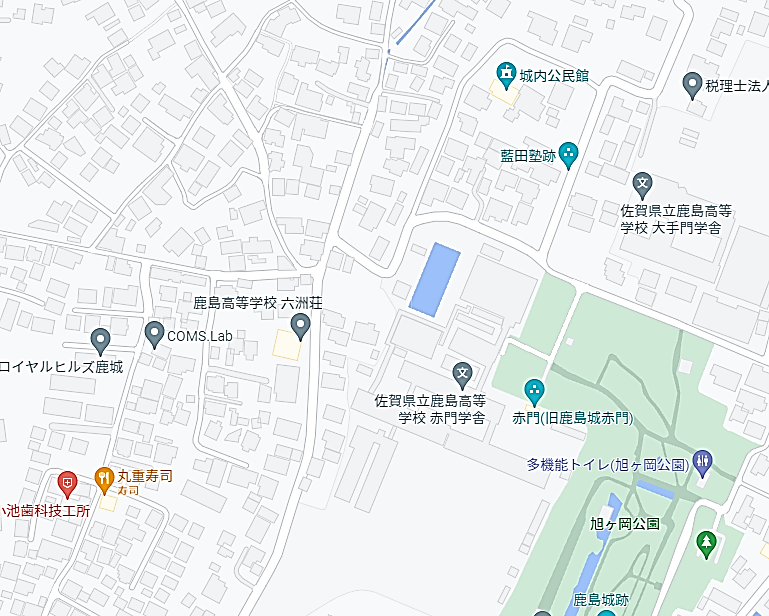 城内公民館
税理士法人
藍田塾跡
佐賀県立鹿島高等
学校 大手門学舎
鹿島高等学校 六洲荘
COMS.Lab
ロイヤルヒルズ鹿城
佐賀県立鹿島高等
学校 赤門学舎
赤門(旧鹿島城赤門)
多機能トイレ(旭ヶ岡公園)
丸重寿司
寿司
小池歯科技工所
旭ヶ岡公園
鹿島城跡